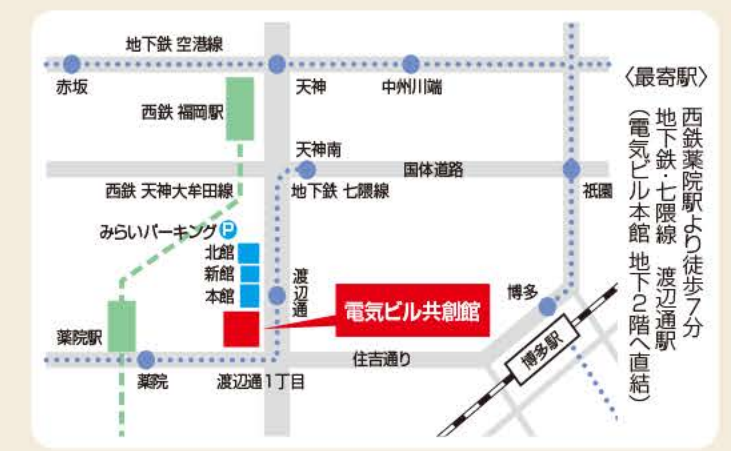 地下鉄 空港線
赤坂
天神
中州川端
西鉄 福岡駅
天神南
国体道路
西鉄 天神大牟田線
地下鉄 七隈線
祇園
みらいパーキング P
北館
新館
本館
渡辺通
電気ビル共創館
博多
博多駅
薬院駅
薬院
渡辺通1丁目
住吉通り
〈最寄駅〉
西鉄薬院駅より徒歩7分
地下鉄・七隈線 渡辺通駅
(電気ビル本館 地下2階へ直結)